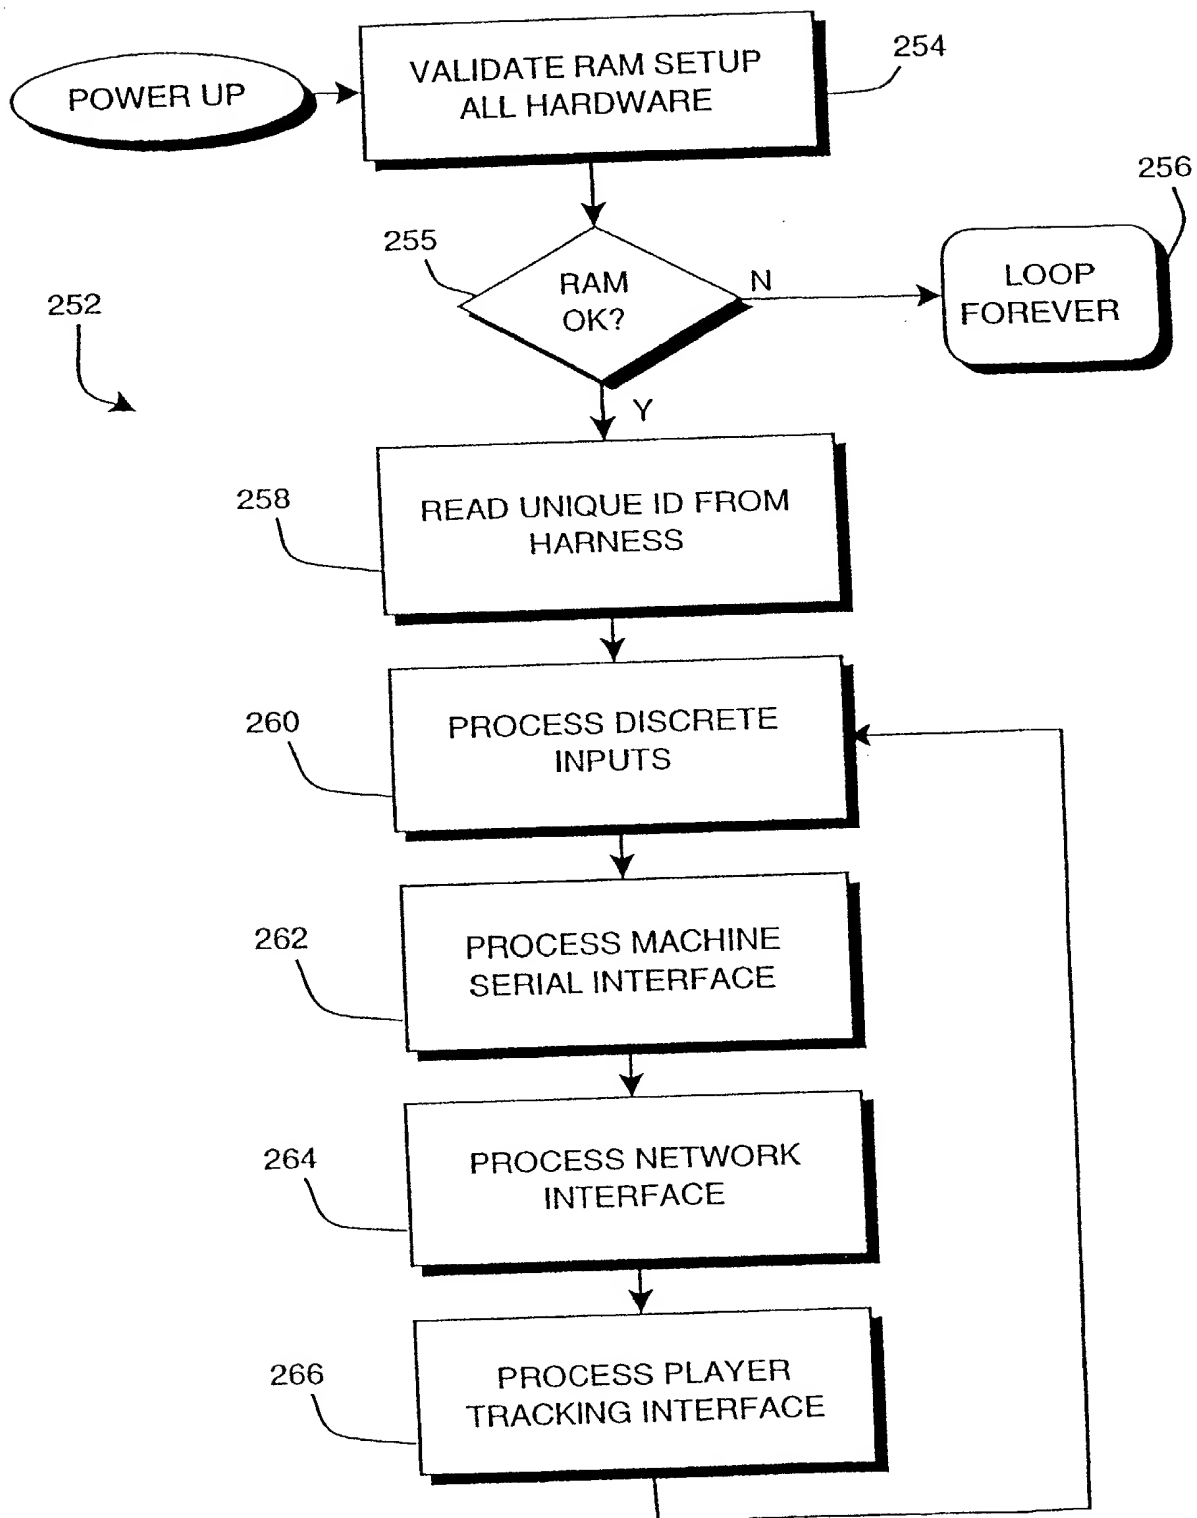 POWER UP
VALIDATE RAM SETUP
ALL HARDWARE
254
256
255
RAM
OK?
N
LOOP
FOREVER
252
Y
258
READ UNIQUE ID FROM
HARNESS
260
PROCESS DISCRETE
INPUTS
262
PROCESS MACHINE
SERIAL INTERFACE
264
PROCESS NETWORK
INTERFACE
266
PROCESS PLAYER
TRACKING INTERFACE